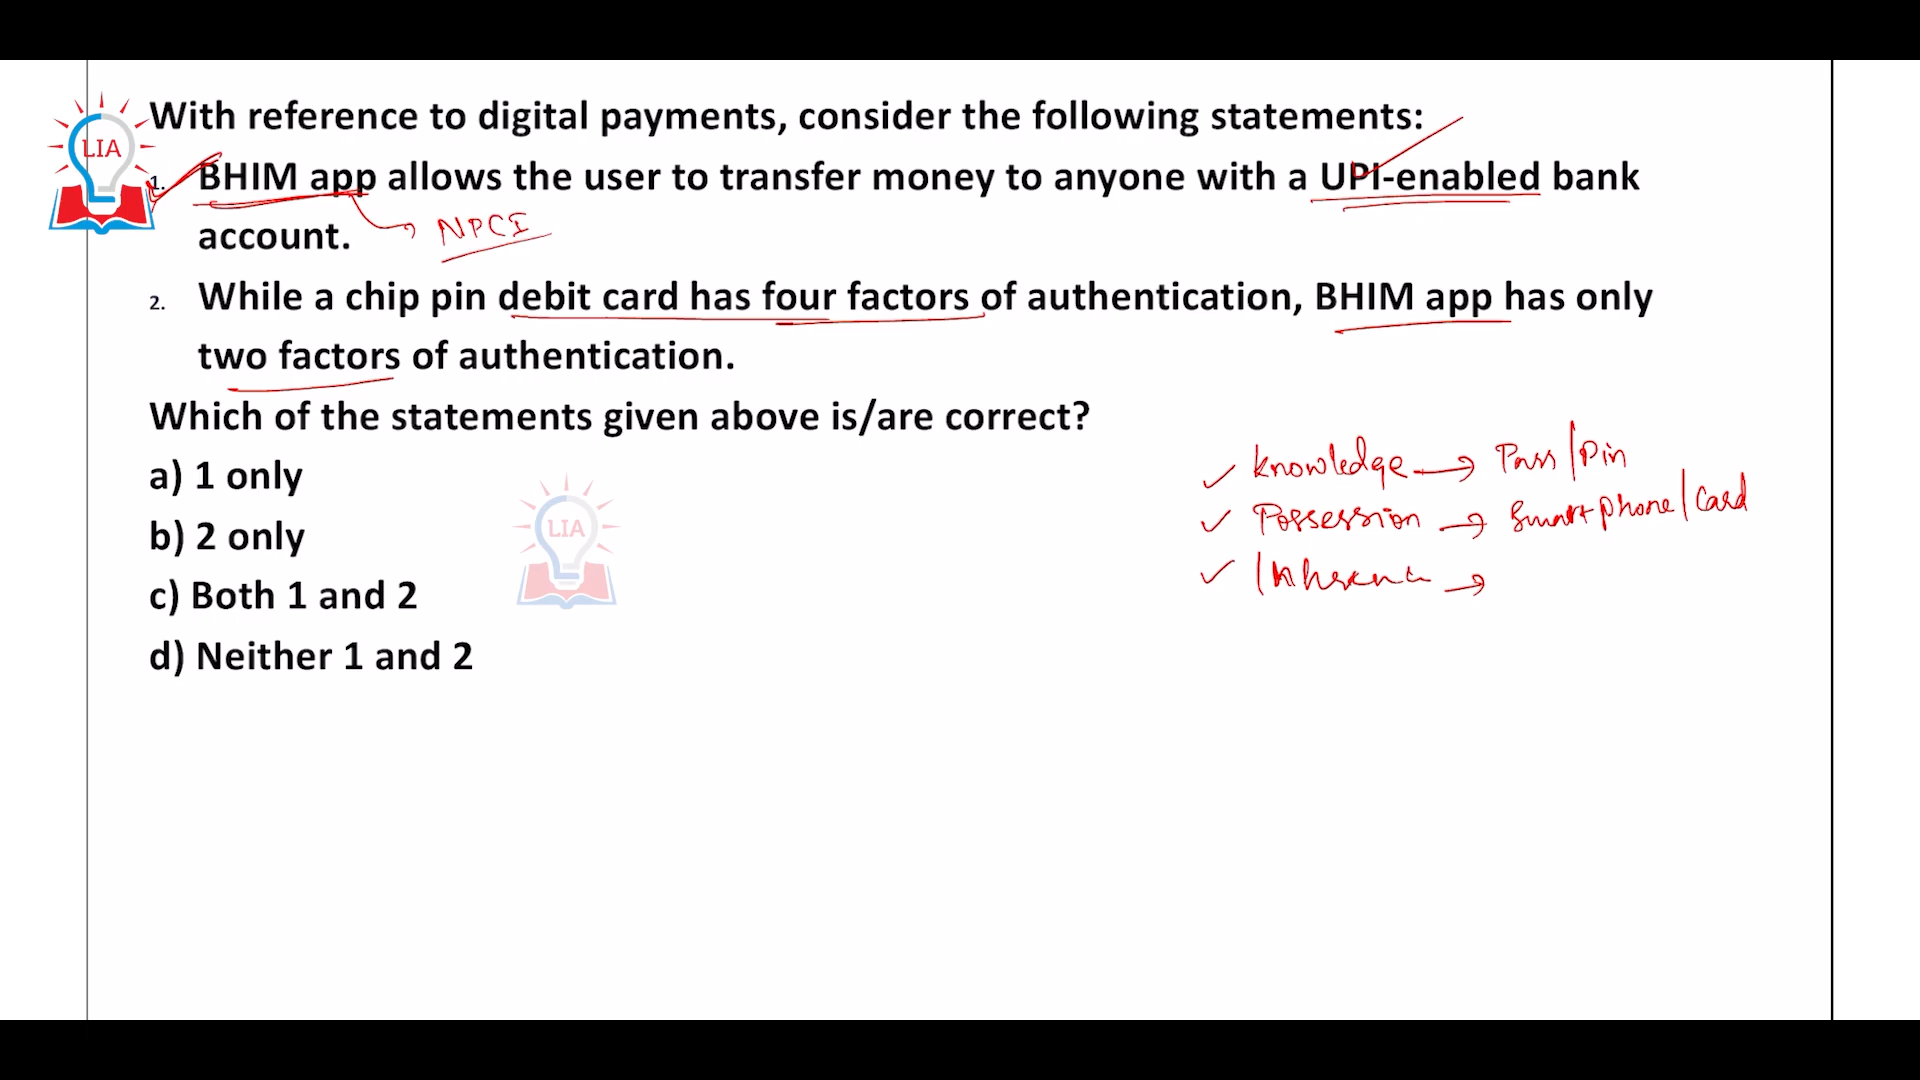 With reference to digital payments, consider the following statements:
LIA
1. BHIM app allows the user to transfer money to anyone with a UPI-enabled bank
account.
NPCI
2. While a chip pin debit card has four factors of authentication, BHIM app has only
two factors of authentication.
Which of the statements given above is/are correct?
a) 1 only
b) 2 only
c) Both 1 and 2
d) Neither 1 and 2
LIA
✓ Knowledge → Pass/Pin
✓ Possession → Smart phone/Card
✓ →